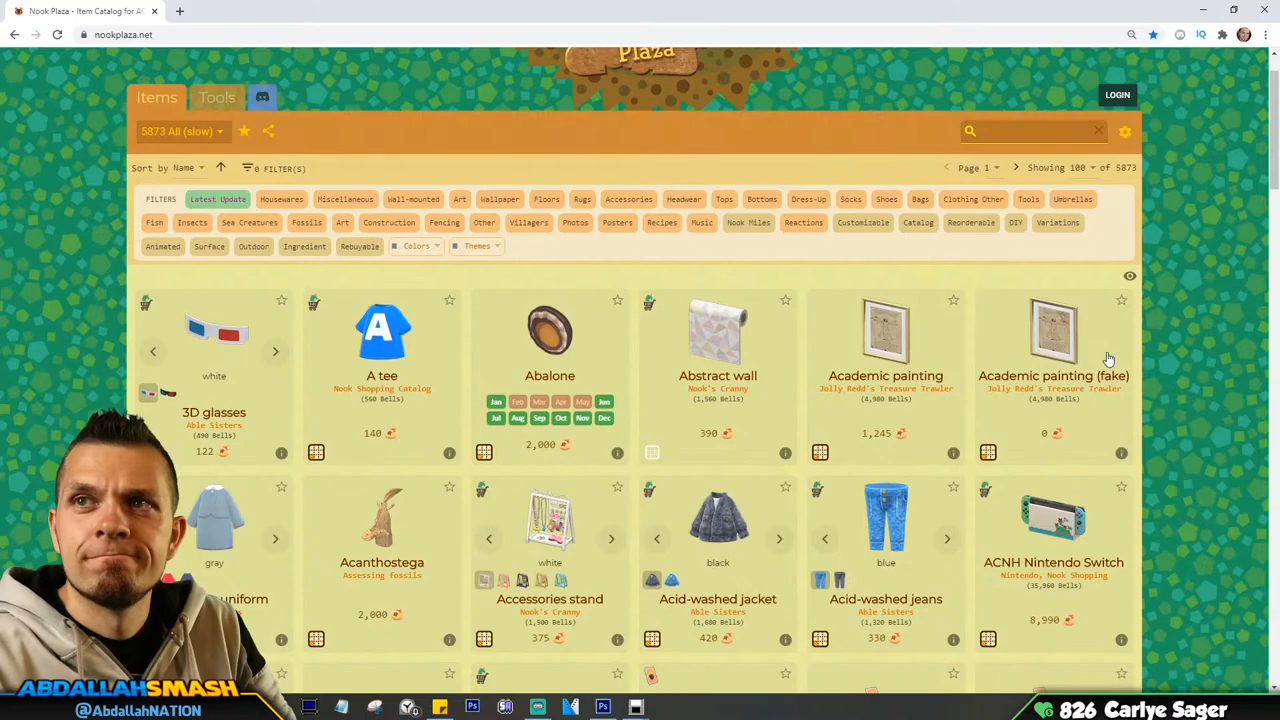 Nook Plaza - Item Catalog for AC
nookplaza.net
Plaza
Items
Tools
LOGIN
5873 All (slow)
Sort by Name
0 FILTER(S)
Page 1
Showing 100 of 5873
FILTERS Latest Update Housewares Miscellaneous Wall-mounted Art Wallpaper Floors Rugs Accessories Headwear Tops Bottoms Dress-Up Socks Shoes Bags Clothing Other Tools Umbrellas
Fish Insects Sea Creatures Fossils Art Construction Fencing Other Villagers Photos Posters Recipes Music Nook Miles Reactions Customizable Catalog Reorderable DIY Variations
Animated Surface Outdoor Ingredient Rebuyable Colors Themes
white
3D glasses
Able Sisters
(490 Bells)
122
A
A tee
Nook Shopping Catalog
(560 Bells)
140
Abalone
Jan Feb Mar Apr May Jun
Jul Aug Sep Oct Nov Dec
2,000
Abstract wall
Nook's Cranny
(1,560 Bells)
390
Academic painting
Jolly Redd's Treasure Trawler
(4,980 Bells)
1,245
Academic painting (fake)
Jolly Redd's Treasure Trawler
(4,980 Bells)
0
gray
uniform
Acanthostega
Assessing fossils
2,000
white
Accessories stand
Nook's Cranny
(1,500 Bells)
375
black
Acid-washed jacket
Able Sisters
(1,680 Bells)
420
blue
Acid-washed jeans
Able Sisters
(1,320 Bells)
330
ACNH Nintendo Switch
Nintendo, Nook Shopping
(35,960 Bells)
8,990
ABDALLAHSMASH
@AbdallahNATION
826 Carlye Sager